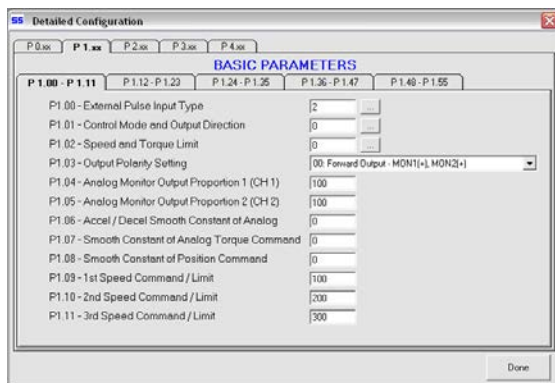 SS Detailed Configuration
P 0.xx P 1.xx P 2.xx P 3.xx P 4.xx
BASIC PARAMETERS
P 1.00 - P 1.11 P 1.12 - P 1.23 P 1.24 - P 1.35 P 1.36 - P 1.47 P 1.48 - P 1.55
P1.00 - External Pulse Input Type 2 ...
P1.01 - Control Mode and Output Direction 0 ...
P1.02 - Speed and Torque Limit 0 ...
P1.03 - Output Polarity Setting 00: Forward Output - MON1(+), MON2(+)
P1.04 - Analog Monitor Output Proportion 1 (CH 1) 100
P1.05 - Analog Monitor Output Proportion 2 (CH 2) 100
P1.06 - Accel / Decel Smooth Constant of Analog 0
P1.07 - Smooth Constant of Analog Torque Command 0
P1.08 - Smooth Constant of Position Command 0
P1.09 - 1st Speed Command / Limit 100
P1.10 - 2nd Speed Command / Limit 200
P1.11 - 3rd Speed Command / Limit 300
Done